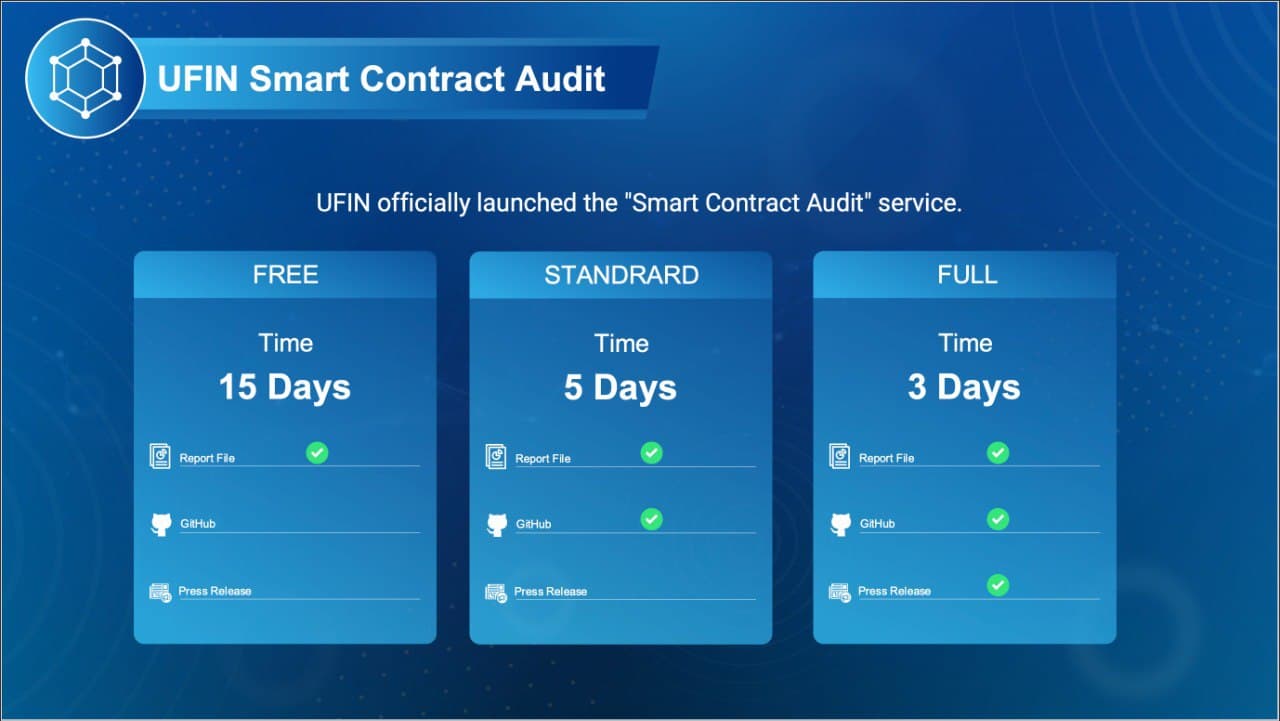 UFIN Smart Contract Audit
UFIN officially launched the "Smart Contract Audit" service.
FREE
Time
15 Days
Report File
GitHub
Press Release
STANDRARD
Time
5 Days
Report File
GitHub
Press Release
FULL
Time
3 Days
Report File
GitHub
Press Release